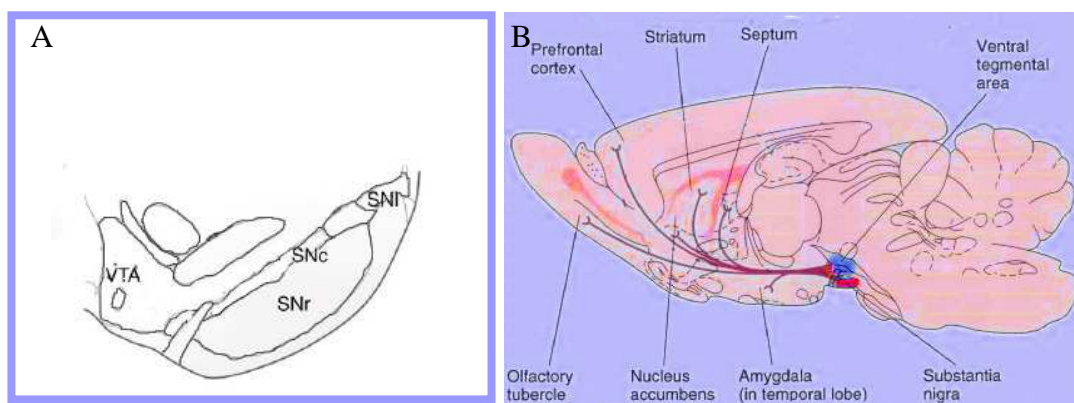 A
VTA
SNl
SNc
SNr
B
Prefrontal
cortex
Striatum
Septum
Ventral
tegmental
area
Olfactory
tubercle
Nucleus
accumbens
Amygdala
(in temporal lobe)
Substantia
nigra